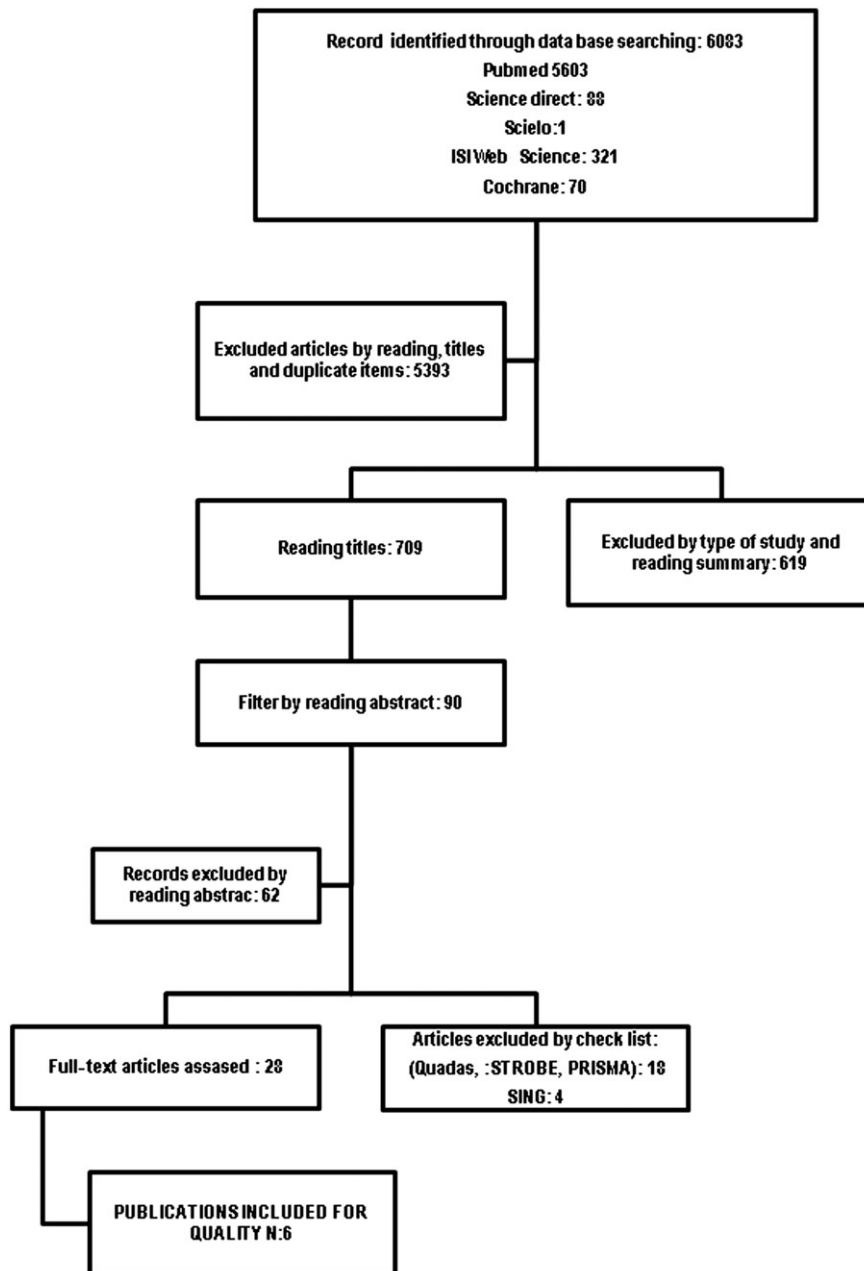 Record identified through data base searching: 6083
Pubmed 5603
Science direct: 88
Scielo:1
ISI Web Science: 321
Cochrane: 70
Excluded articles by reading, titles
and duplicate items: 5393
Reading titles: 709
Excluded by type of study and
reading summary: 619
Filter by reading abstract: 90
Records excluded by
reading abstrac: 62
Full-text articles assased : 28
Articles excluded by check list:
(Quadas, :STROBE, PRISMA): 18
SING: 4
PUBLICATIONS INCLUDED FOR
QUALITY N:6